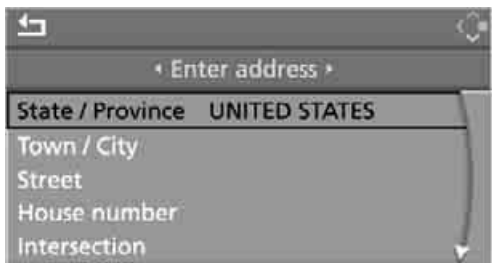 Enter address
State / Province UNITED STATES
Town / City
Street
House number
Intersection